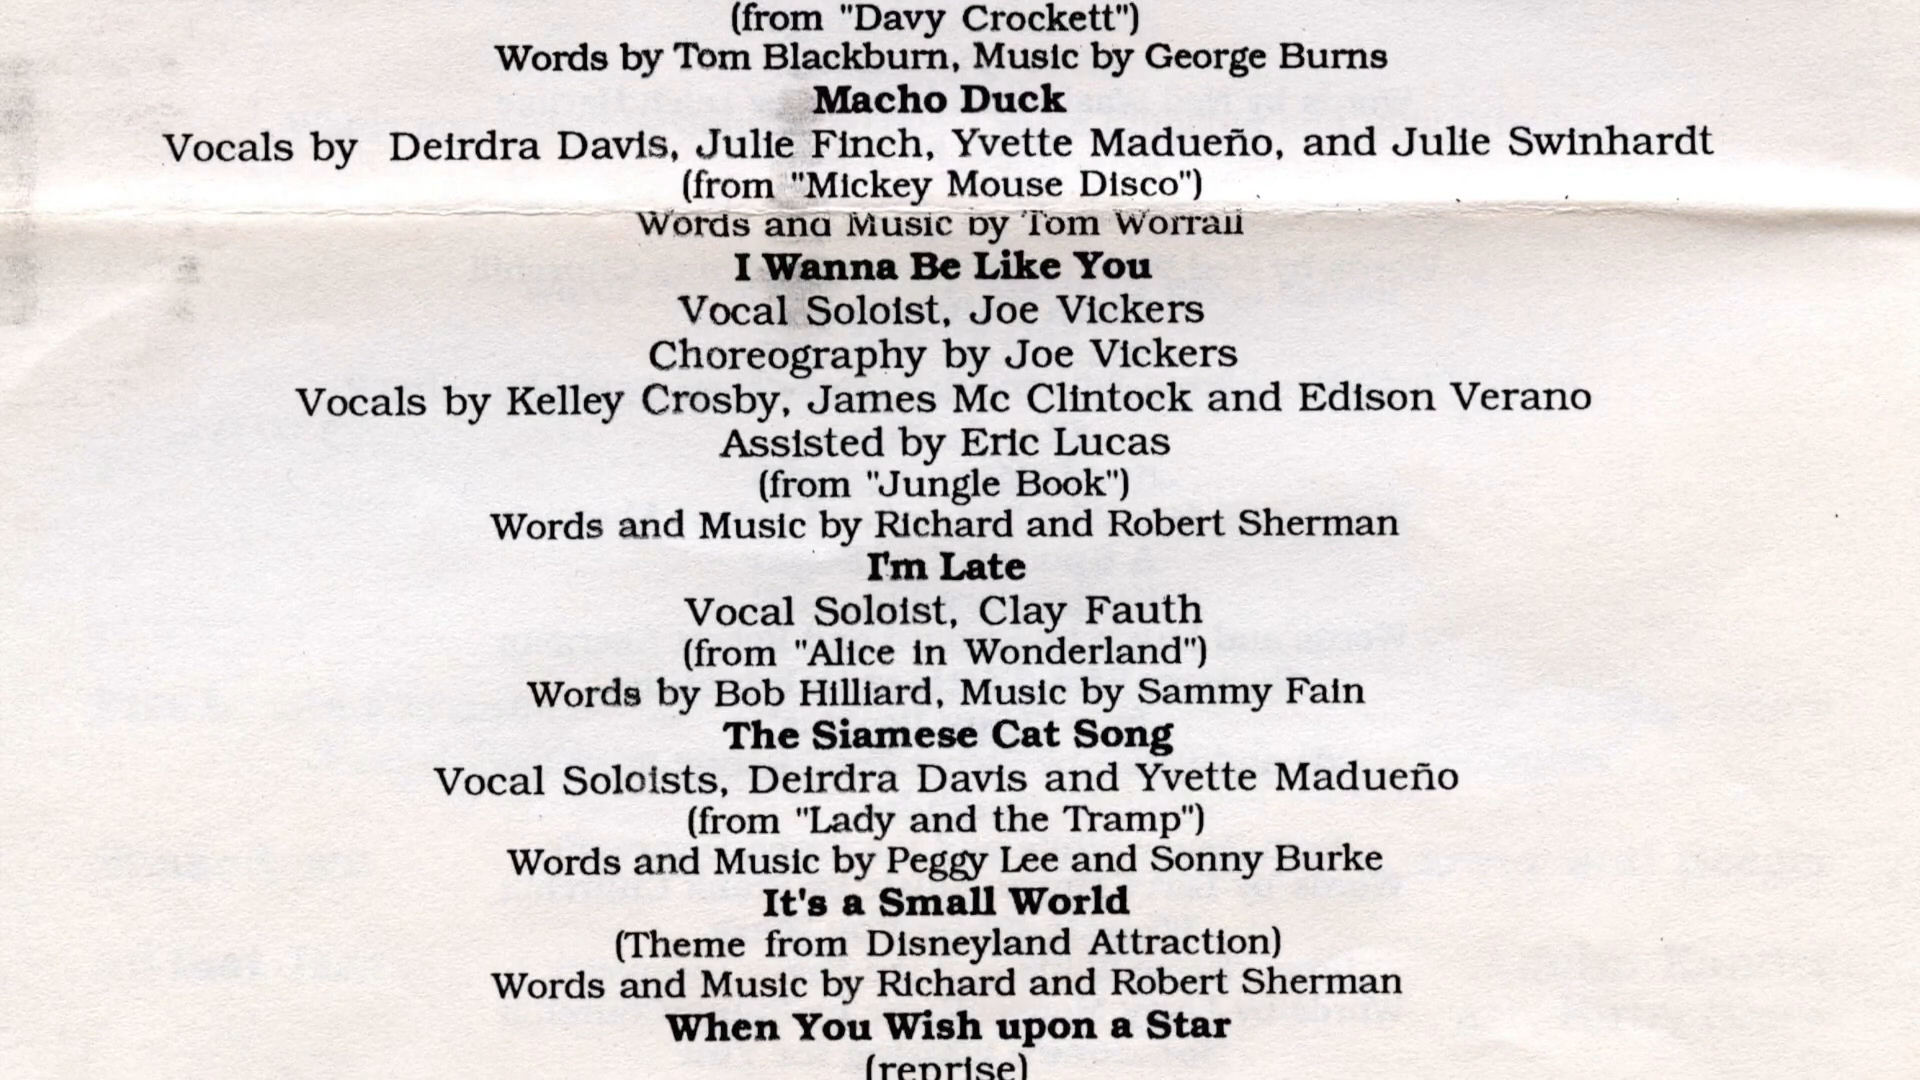 (from "Davy Crockett")
Words by Tom Blackburn, Music by George Burns
Macho Duck
Vocals by Deirdra Davis, Julie Finch, Yvette Madueño, and Julie Swinhardt
(from "Mickey Mouse Disco")
Words and Music by Tom Worrall
I Wanna Be Like You
Vocal Soloist, Joe Vickers
Choreography by Joe Vickers
Vocals by Kelley Crosby, James Mc Clintock and Edison Verano
Assisted by Eric Lucas
(from "Jungle Book")
Words and Music by Richard and Robert Sherman
I'm Late
Vocal Soloist, Clay Fauth
(from "Alice in Wonderland")
Words by Bob Hilliard, Music by Sammy Fain
The Siamese Cat Song
Vocal Soloists, Deirdra Davis and Yvette Madueño
(from "Lady and the Tramp")
Words and Music by Peggy Lee and Sonny Burke
It's a Small World
(Theme from Disneyland Attraction)
Words and Music by Richard and Robert Sherman
When You Wish upon a Star
(reprise)